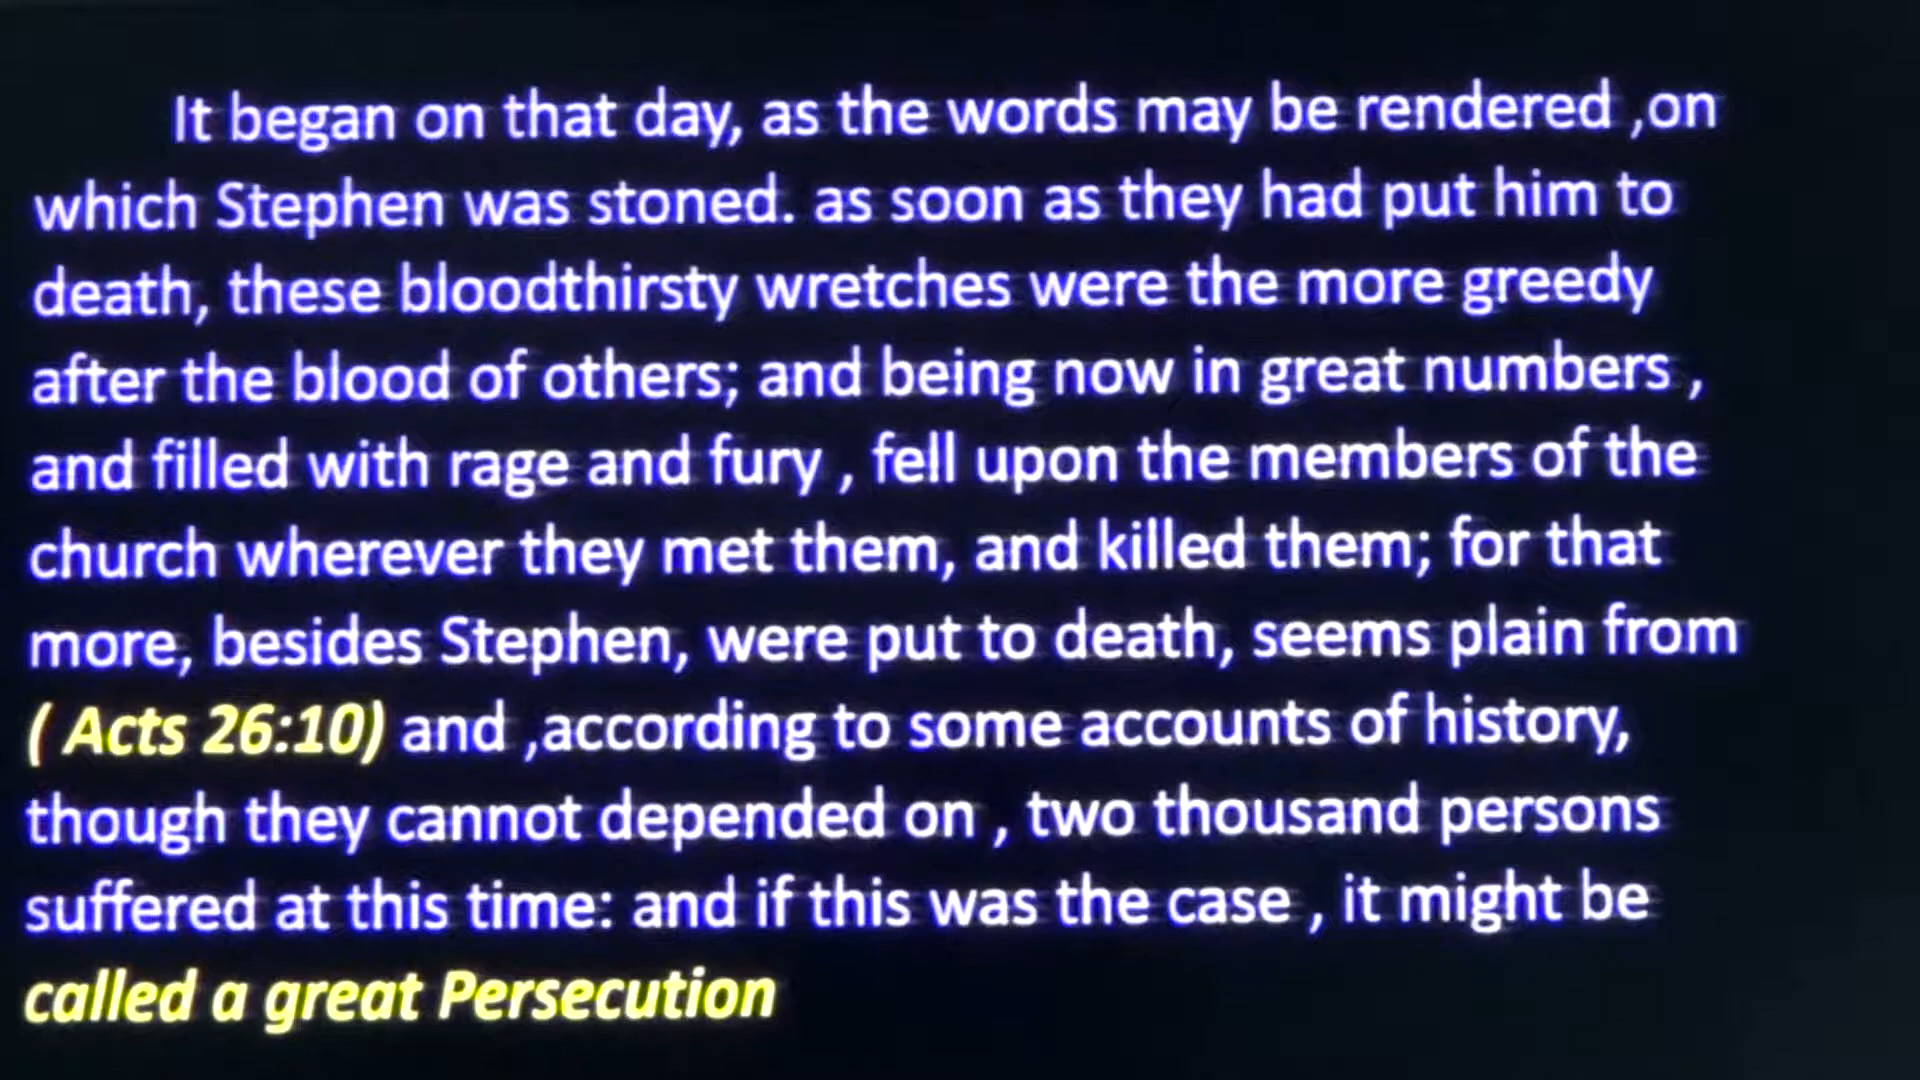 It began on that day, as the words may be rendered ,on
which Stephen was stoned. as soon as they had put him to
death, these bloodthirsty wretches were the more greedy
after the blood of others; and being now in great numbers ,
and filled with rage and fury , fell upon the members of the
church wherever they met them, and killed them; for that
more, besides Stephen, were put to death, seems plain from
( Acts 26:10) and ,according to some accounts of history,
though they cannot depended on , two thousand persons
suffered at this time: and if this was the case , it might be
called a great Persecution